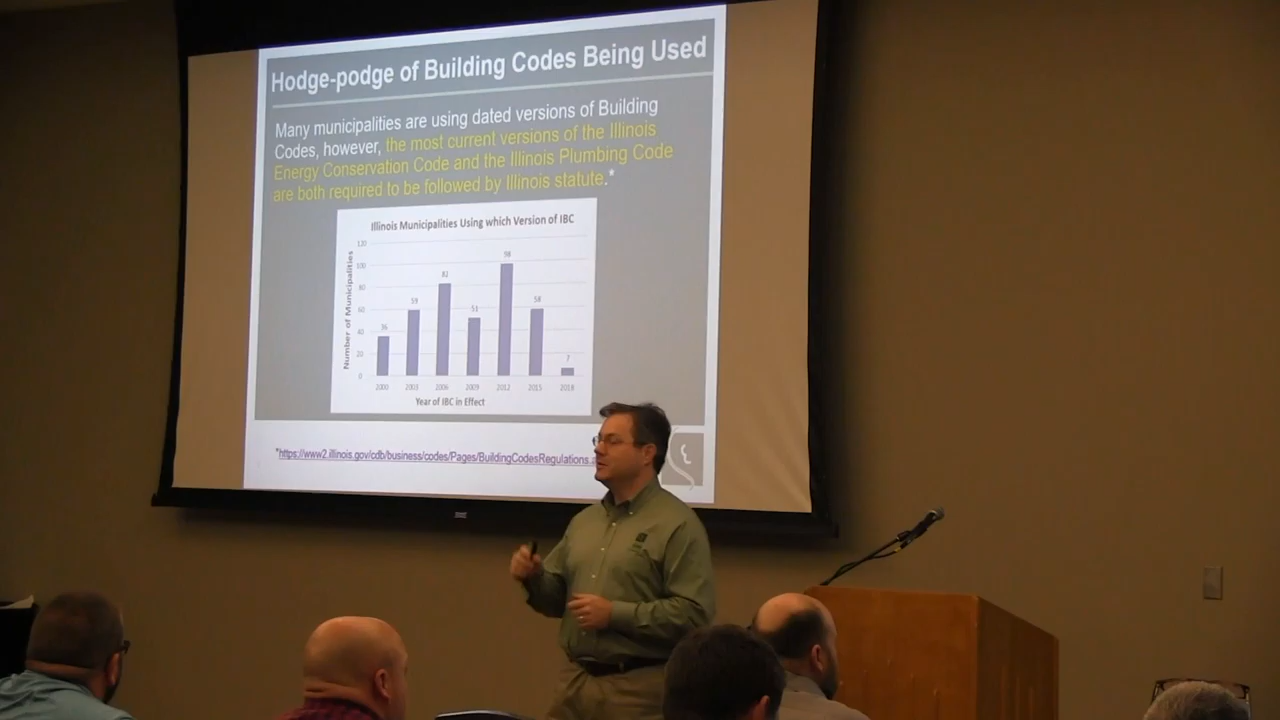 Hodge-podge of Building Codes Being Used
Many municipalities are using dated versions of Building
Codes, however, the most current versions of the Illinois
Energy Conservation Code and the Illinois Plumbing Code
are both required to be followed by Illinois statute.*
Illinois Municipalities Using which Version of IBC
Number of Municipalities
120
100
80
60
40
20
0
36
59
81
51
98
58
7
2000 2003 2006 2009 2012 2015 2018
Year of IBC in Effect
*https://www2.illinois.gov/cdb/business/codes/Pages/BuildingCodesRegulations.